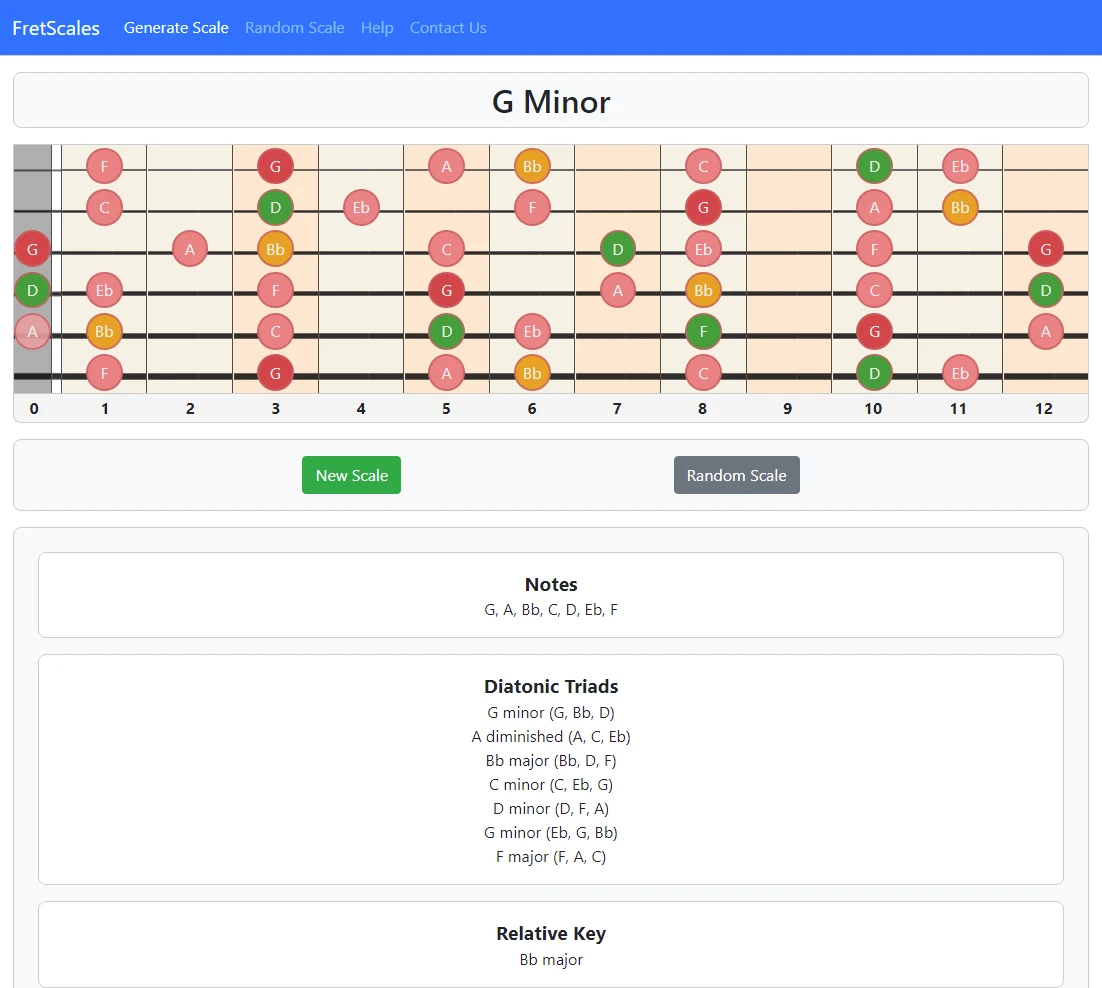 FretScales Generate Scale Random Scale Help Contact Us
G Minor
F G A Bb C D Eb
C D Eb F G A Bb
G A Bb C D Eb F G
D Eb F G A Bb C D
A Bb C D Eb F G A
F G A Bb C D Eb
0 1 2 3 4 5 6 7 8 9 10 11 12
New Scale Random Scale
Notes
G, A, Bb, C, D, Eb, F
Diatonic Triads
G minor (G, Bb, D)
A diminished (A, C, Eb)
Bb major (Bb, D, F)
C minor (C, Eb, G)
D minor (D, F, A)
G minor (Eb, G, Bb)
F major (F, A, C)
Relative Key
Bb major